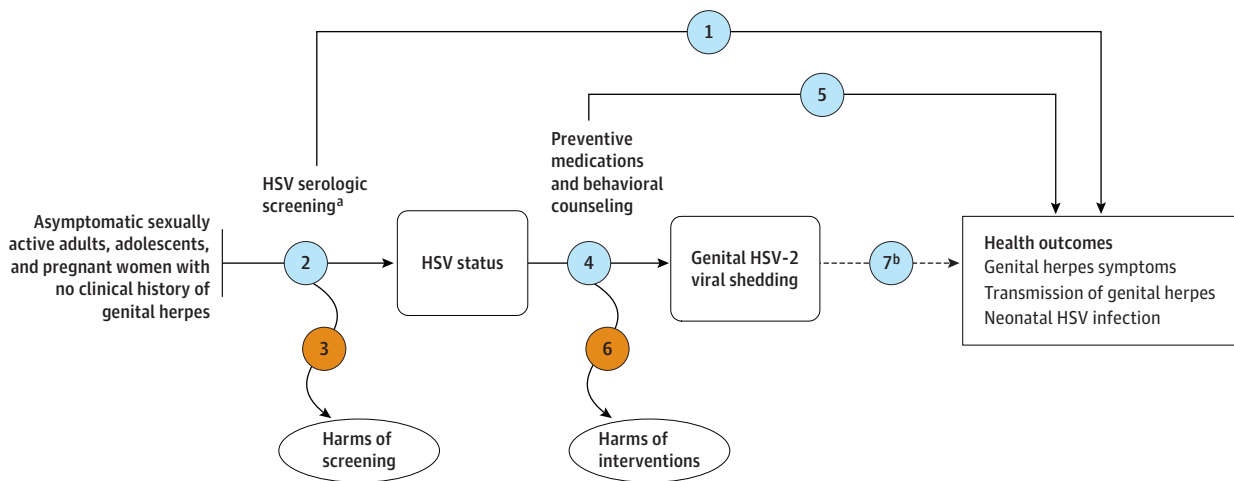 1
5
Preventive
medications
and behavioral
counseling
HSV serologic
screeningᵃ
Asymptomatic sexually
active adults, adolescents,
and pregnant women with
no clinical history of
genital herpes
2
HSV status
4
Genital HSV-2
viral shedding
7ᵇ
Health outcomes
Genital herpes symptoms
Transmission of genital herpes
Neonatal HSV infection
3
6
Harms of
screening
Harms of
interventions